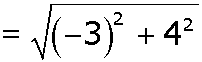 = √((−3)² + 4²)